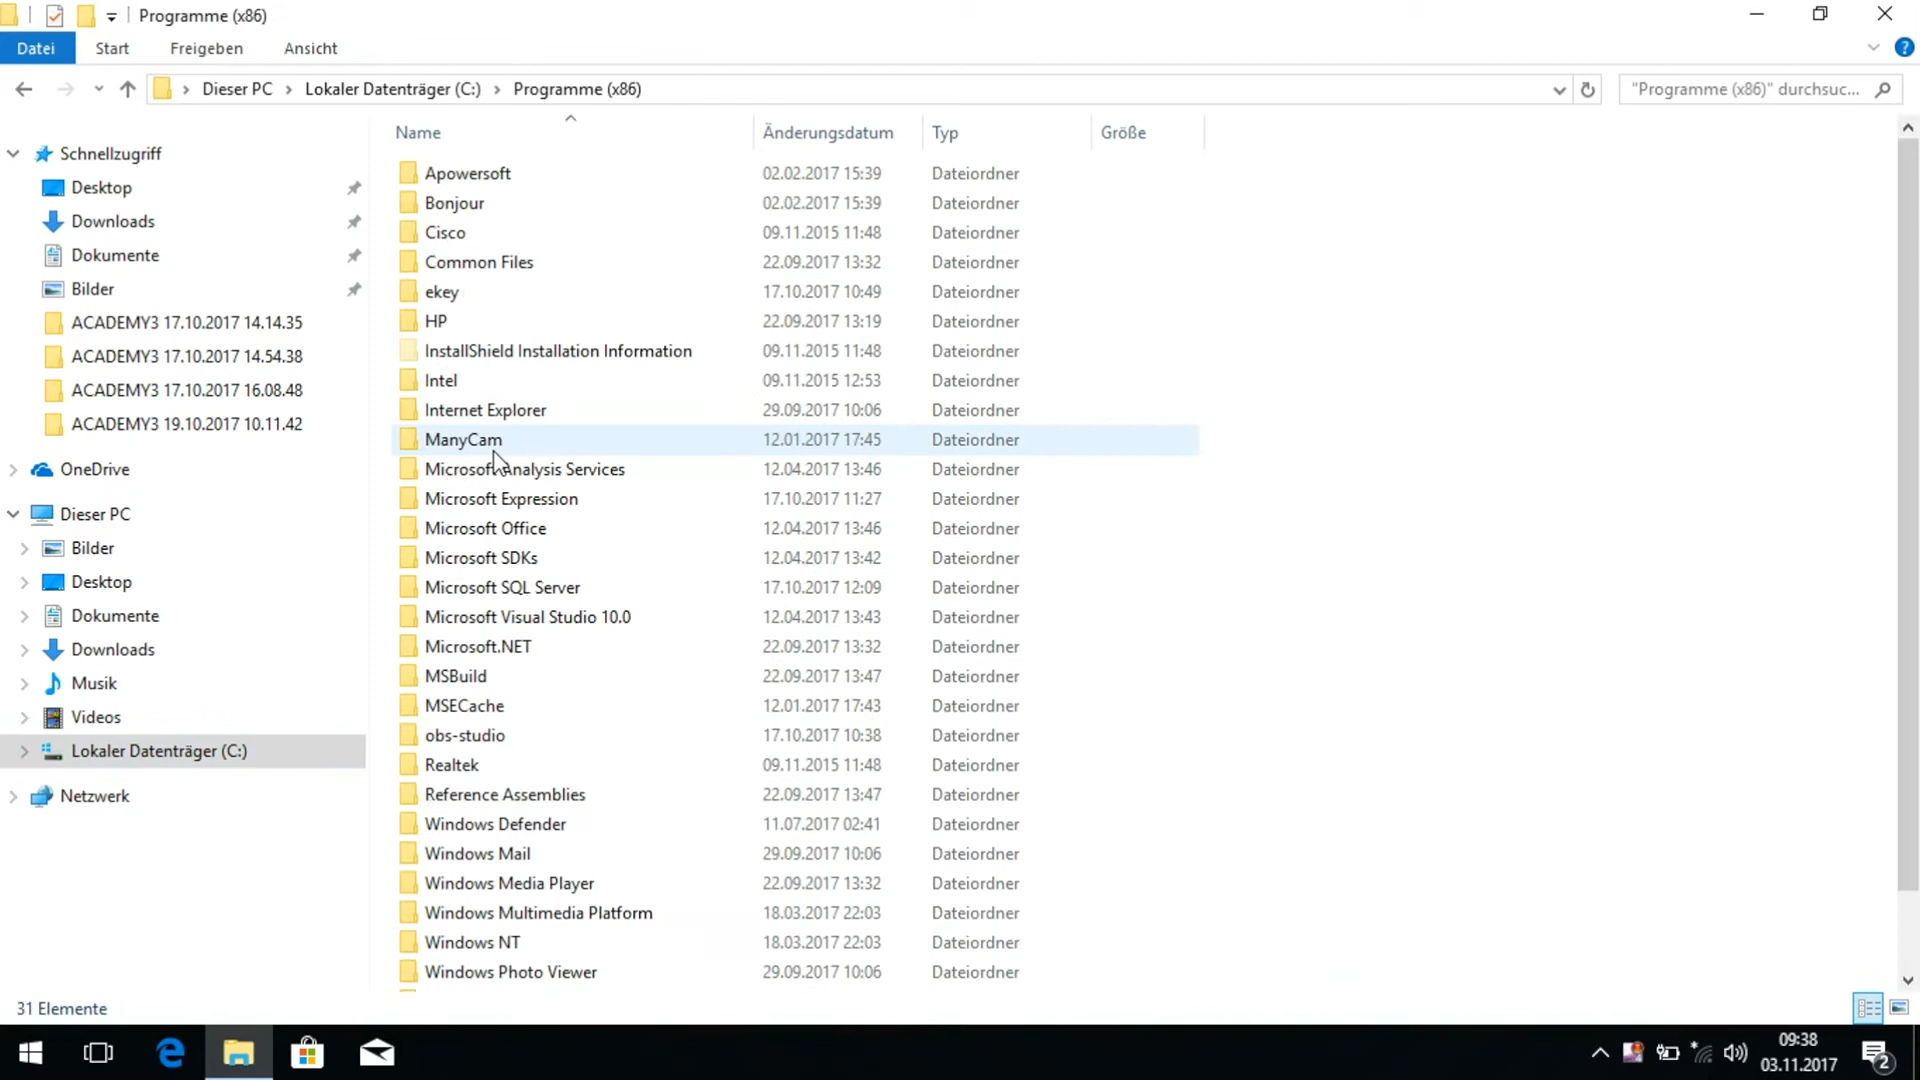 Programme (x86)
Datei Start Freigeben Ansicht
Dieser PC Lokaler Datenträger (C:) Programme (x86)
"Programme (x86)" durchsuc...
Schnellzugriff
Desktop
Downloads
Dokumente
Bilder
ACADEMY3 17.10.2017 14.14.35
ACADEMY3 17.10.2017 14.54.38
ACADEMY3 17.10.2017 16.08.48
ACADEMY3 19.10.2017 10.11.42
OneDrive
Dieser PC
Bilder
Desktop
Dokumente
Downloads
Musik
Videos
Lokaler Datenträger (C:)
Netzwerk
Name Änderungsdatum Typ Größe
Apowersoft 02.02.2017 15:39 Dateiordner
Bonjour 02.02.2017 15:39 Dateiordner
Cisco 09.11.2015 11:48 Dateiordner
Common Files 22.09.2017 13:32 Dateiordner
ekey 17.10.2017 10:49 Dateiordner
HP 22.09.2017 13:19 Dateiordner
InstallShield Installation Information 09.11.2015 11:48 Dateiordner
Intel 09.11.2015 12:53 Dateiordner
Internet Explorer 29.09.2017 10:06 Dateiordner
ManyCam 12.01.2017 17:45 Dateiordner
Microsoft Analysis Services 12.04.2017 13:46 Dateiordner
Microsoft Expression 17.10.2017 11:27 Dateiordner
Microsoft Office 12.04.2017 13:46 Dateiordner
Microsoft SDKs 12.04.2017 13:42 Dateiordner
Microsoft SQL Server 17.10.2017 12:09 Dateiordner
Microsoft Visual Studio 10.0 12.04.2017 13:43 Dateiordner
Microsoft.NET 22.09.2017 13:32 Dateiordner
MSBuild 22.09.2017 13:47 Dateiordner
MSECache 12.01.2017 17:43 Dateiordner
obs-studio 17.10.2017 10:38 Dateiordner
Realtek 09.11.2015 11:48 Dateiordner
Reference Assemblies 22.09.2017 13:47 Dateiordner
Windows Defender 11.07.2017 02:41 Dateiordner
Windows Mail 29.09.2017 10:06 Dateiordner
Windows Media Player 22.09.2017 13:32 Dateiordner
Windows Multimedia Platform 18.03.2017 22:03 Dateiordner
Windows NT 18.03.2017 22:03 Dateiordner
Windows Photo Viewer 29.09.2017 10:06 Dateiordner
31 Elemente
09:38
03.11.2017
2